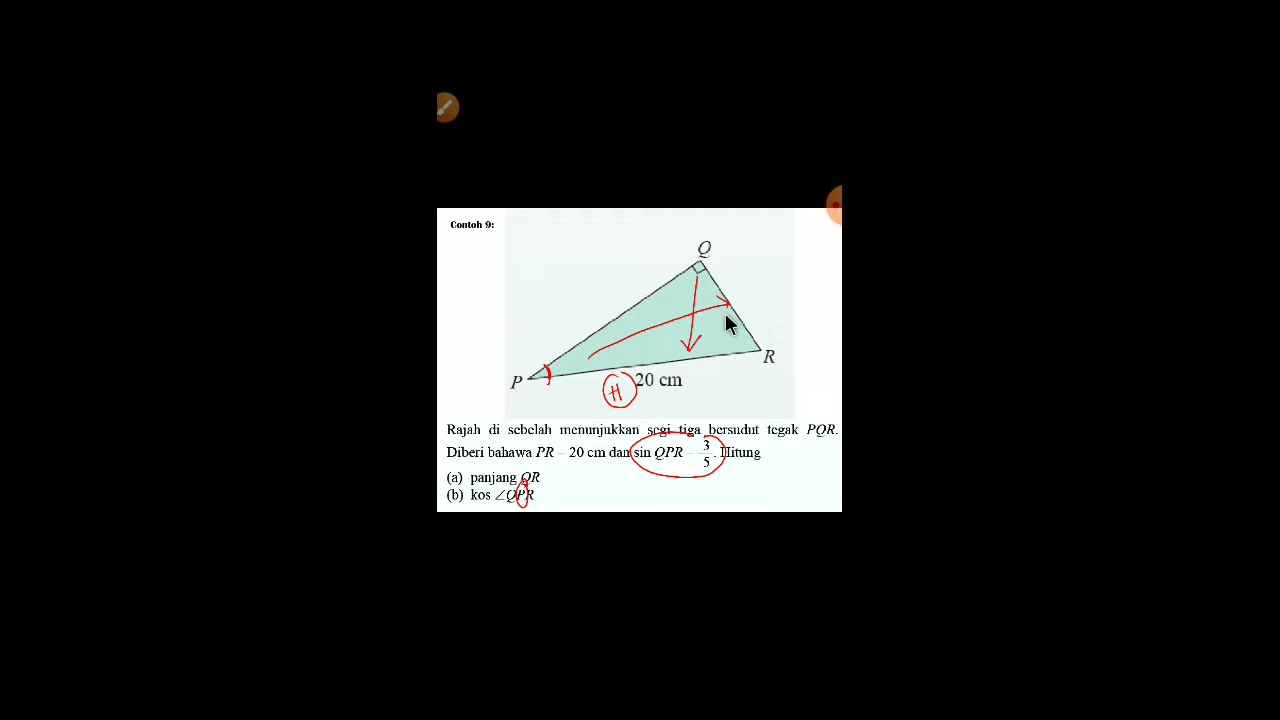 Contoh 9:
Q
R
P
H 20 cm
Rajah di sebelah menunjukkan segi tiga bersudut tegak PQR.
Diberi bahawa PR = 20 cm dan sin QPR = 3/5. Hitung
(a) panjang QR
(b) kos ∠QPR